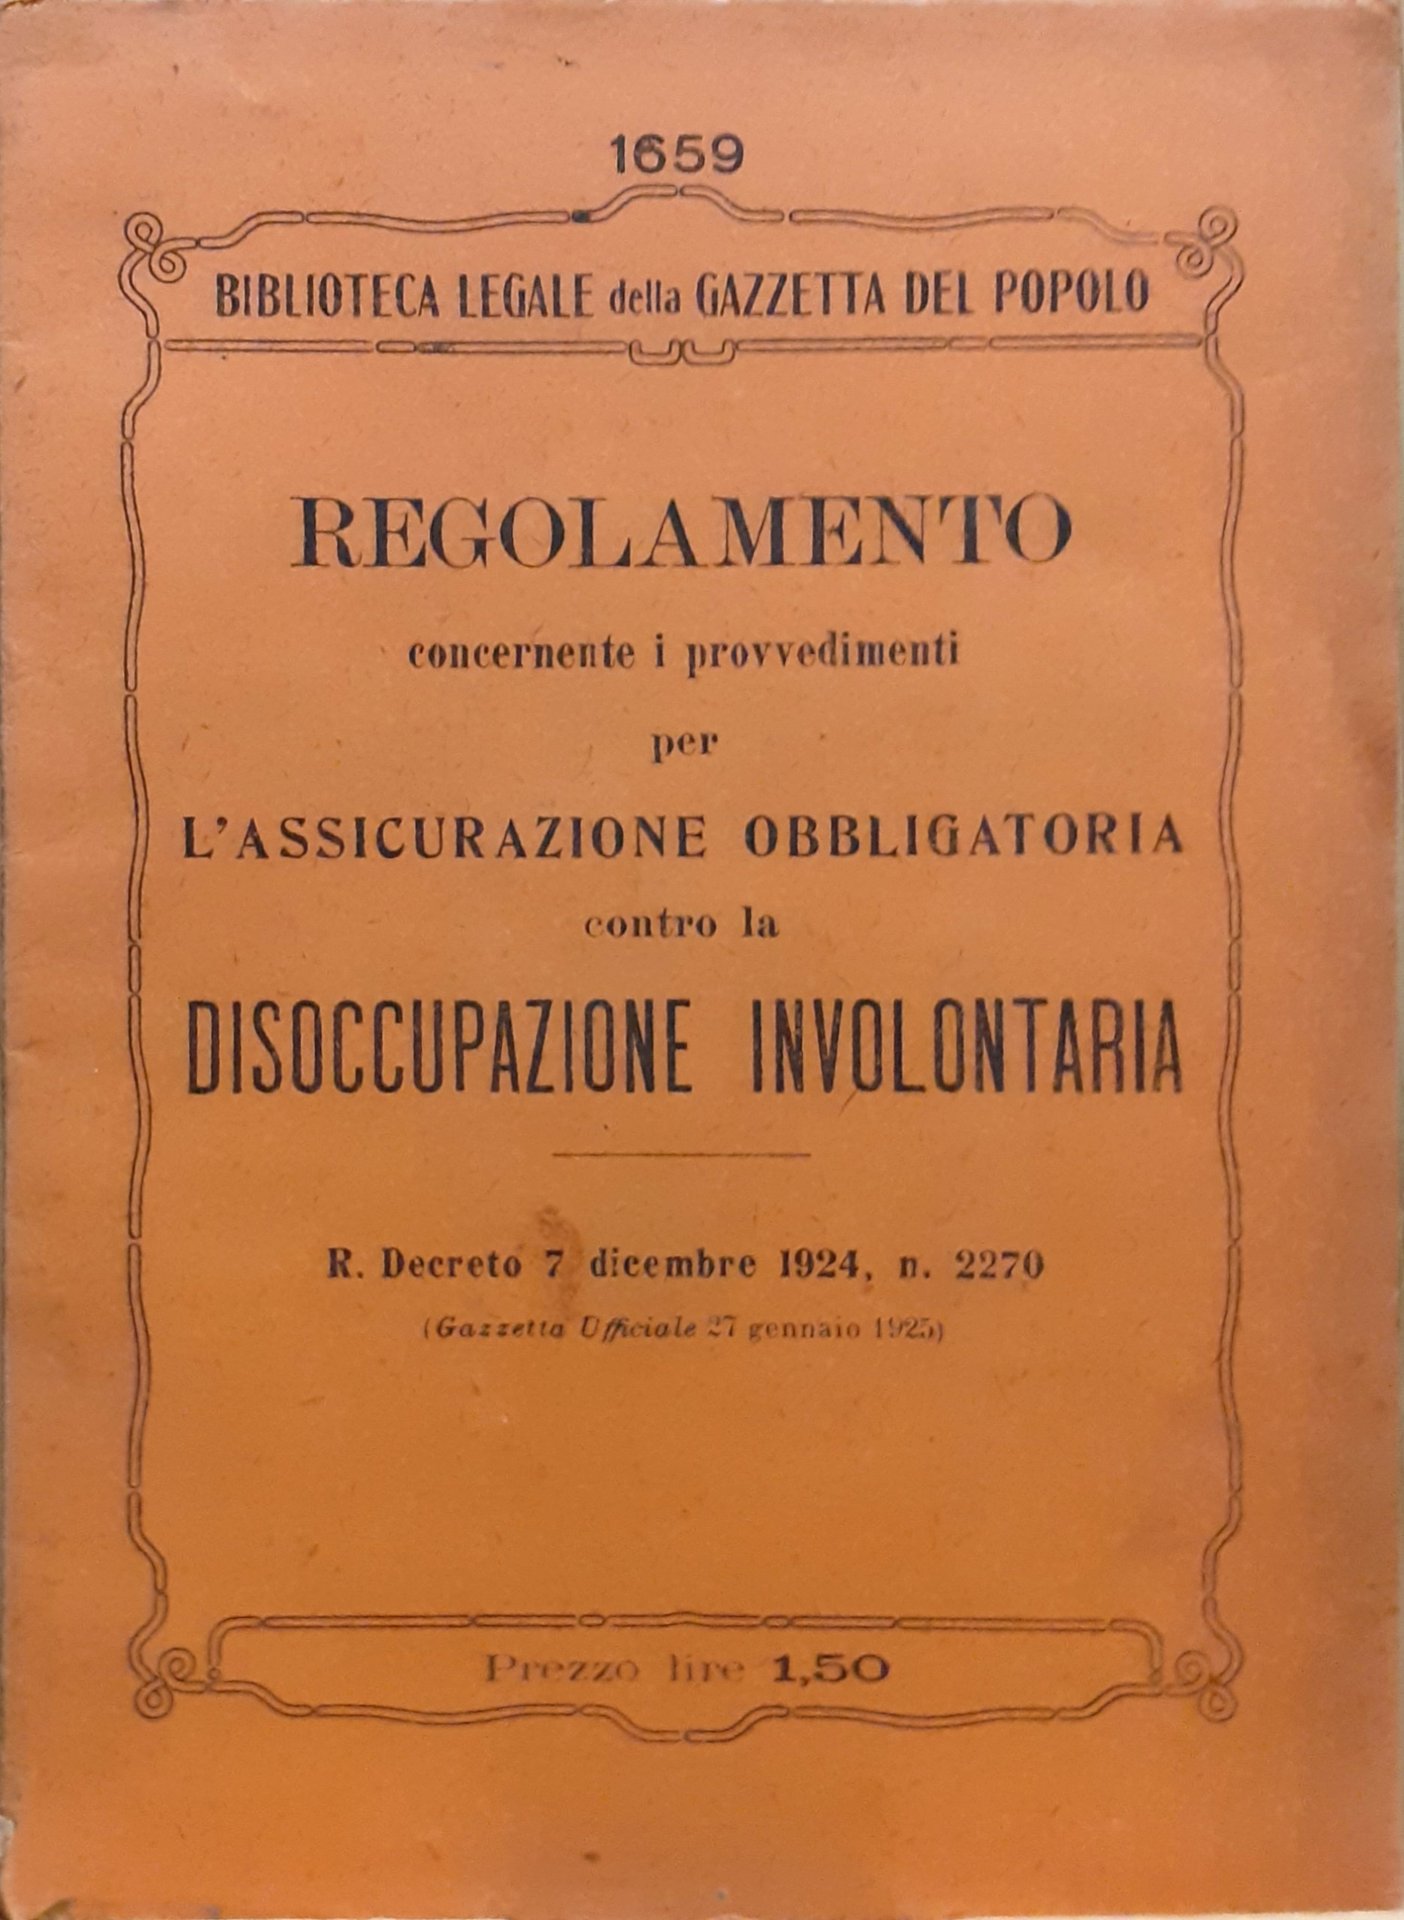 1659
BIBLIOTECA LEGALE della GAZZETTA DEL POPOLO
REGOLAMENTO
concernente i provvedimenti
per
L'ASSICURAZIONE OBBLIGATORIA
contro la
DISOCCUPAZIONE INVOLONTARIA
R. Decreto 7 dicembre 1924, n. 2270
(Gazzetta Ufficiale 27 gennaio 1925)
Prezzo lire 1,50